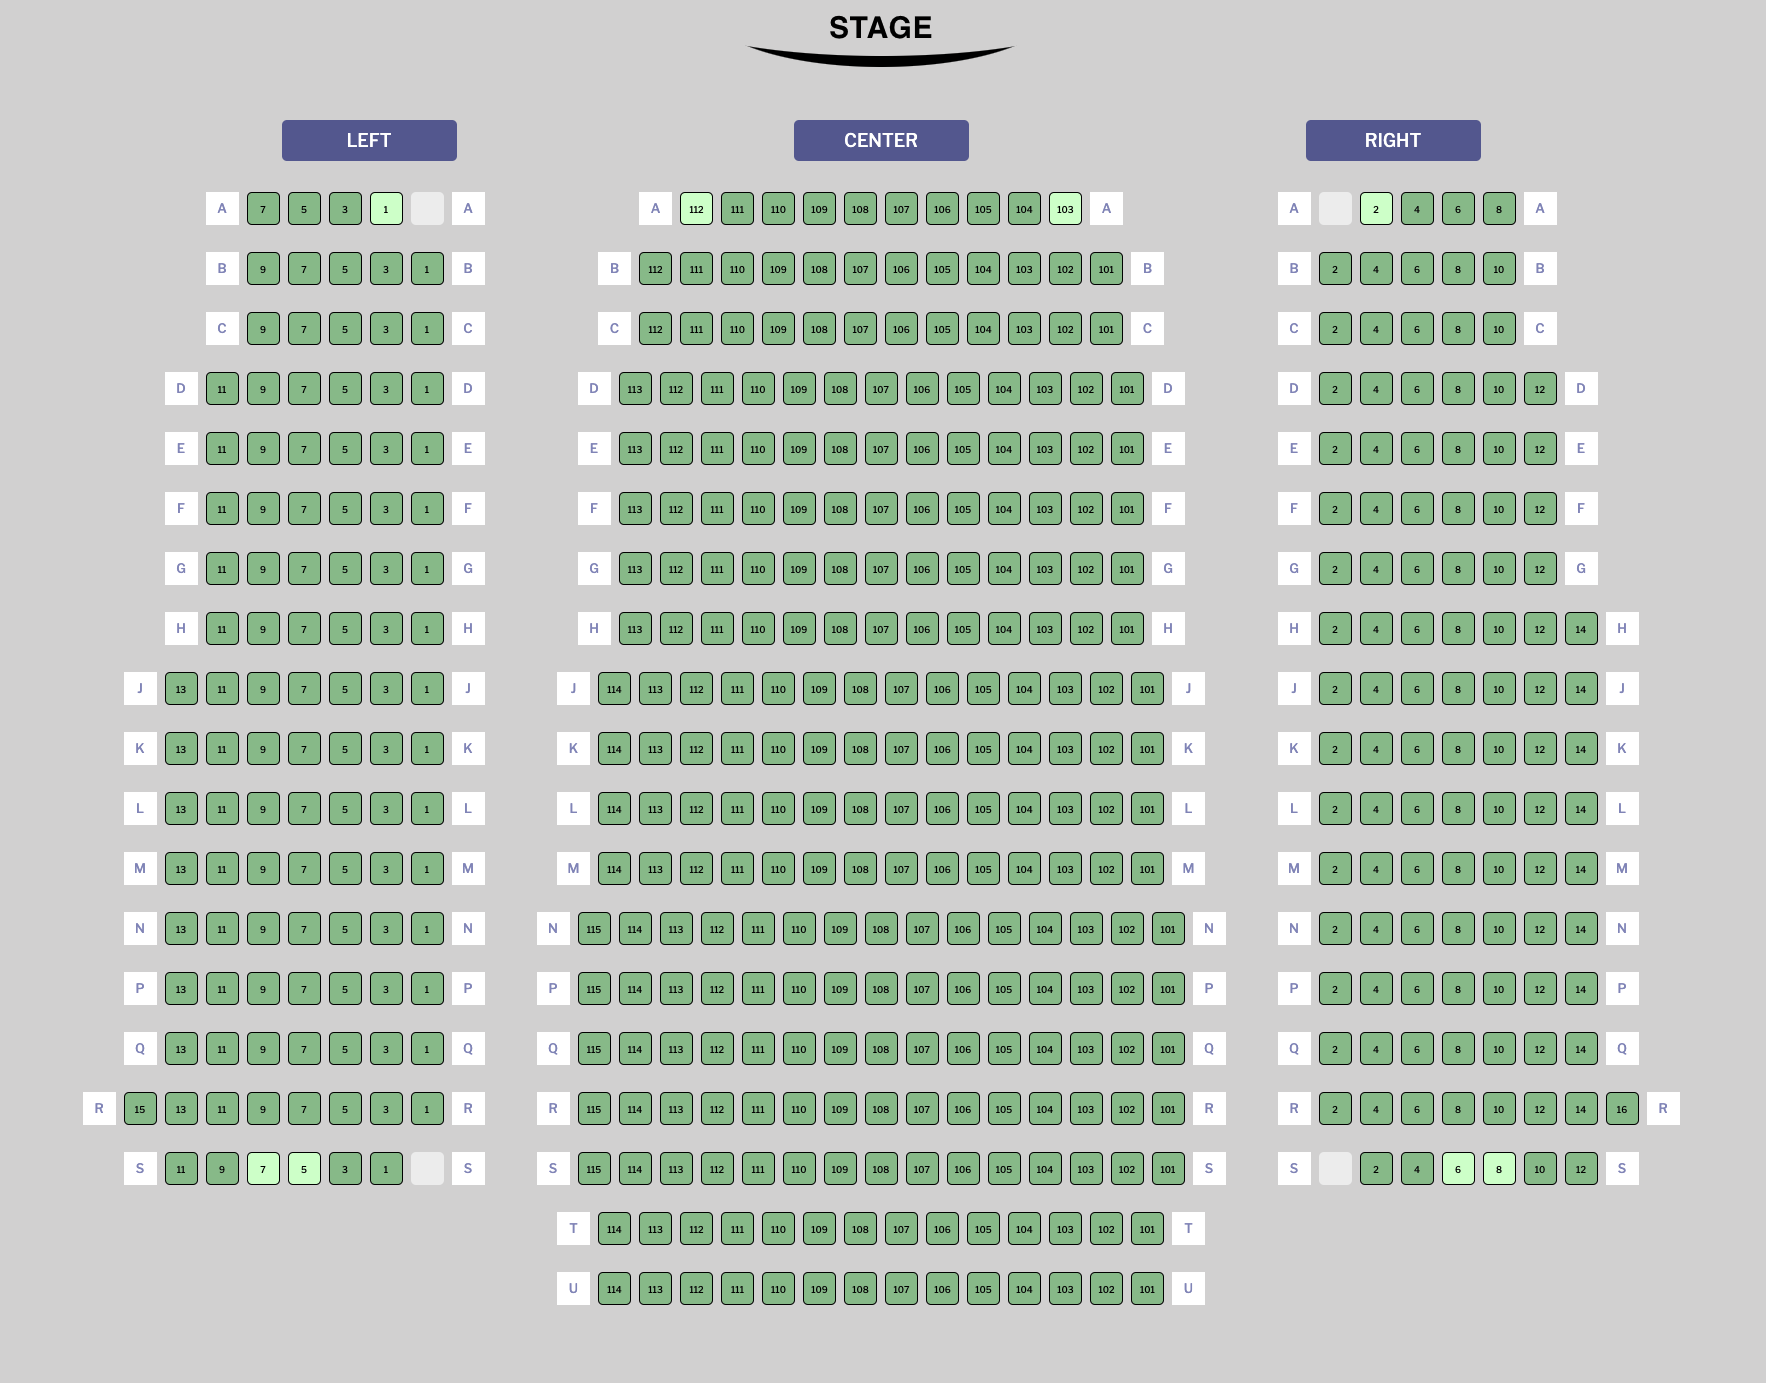 STAGE
LEFT CENTER RIGHT
A 7 5 3 1 A A 112 111 110 109 108 107 106 105 104 103 A A 2 4 6 8 A
B 9 7 5 3 1 B B 112 111 110 109 108 107 106 105 104 103 102 101 B B 2 4 6 8 10 B
C 9 7 5 3 1 C C 112 111 110 109 108 107 106 105 104 103 102 101 C C 2 4 6 8 10 C
D 11 9 7 5 3 1 D D 113 112 111 110 109 108 107 106 105 104 103 102 101 D D 2 4 6 8 10 12 D
E 11 9 7 5 3 1 E E 113 112 111 110 109 108 107 106 105 104 103 102 101 E E 2 4 6 8 10 12 E
F 11 9 7 5 3 1 F F 113 112 111 110 109 108 107 106 105 104 103 102 101 F F 2 4 6 8 10 12 F
G 11 9 7 5 3 1 G G 113 112 111 110 109 108 107 106 105 104 103 102 101 G G 2 4 6 8 10 12 G
H 11 9 7 5 3 1 H H 113 112 111 110 109 108 107 106 105 104 103 102 101 H H 2 4 6 8 10 12 14 H
J 13 11 9 7 5 3 1 J J 114 113 112 111 110 109 108 107 106 105 104 103 102 101 J J 2 4 6 8 10 12 14 J
K 13 11 9 7 5 3 1 K K 114 113 112 111 110 109 108 107 106 105 104 103 102 101 K K 2 4 6 8 10 12 14 K
L 13 11 9 7 5 3 1 L L 114 113 112 111 110 109 108 107 106 105 104 103 102 101 L L 2 4 6 8 10 12 14 L
M 13 11 9 7 5 3 1 M M 114 113 112 111 110 109 108 107 106 105 104 103 102 101 M M 2 4 6 8 10 12 14 M
N 13 11 9 7 5 3 1 N N 115 114 113 112 111 110 109 108 107 106 105 104 103 102 101 N N 2 4 6 8 10 12 14 N
P 13 11 9 7 5 3 1 P P 115 114 113 112 111 110 109 108 107 106 105 104 103 102 101 P P 2 4 6 8 10 12 14 P
Q 13 11 9 7 5 3 1 Q Q 115 114 113 112 111 110 109 108 107 106 105 104 103 102 101 Q Q 2 4 6 8 10 12 14 Q
R 15 13 11 9 7 5 3 1 R R 115 114 113 112 111 110 109 108 107 106 105 104 103 102 101 R R 2 4 6 8 10 12 14 16 R
S 11 9 7 5 3 1 S S 115 114 113 112 111 110 109 108 107 106 105 104 103 102 101 S S 2 4 6 8 10 12 S
T 114 113 112 111 110 109 108 107 106 105 104 103 102 101 T
U 114 113 112 111 110 109 108 107 106 105 104 103 102 101 U